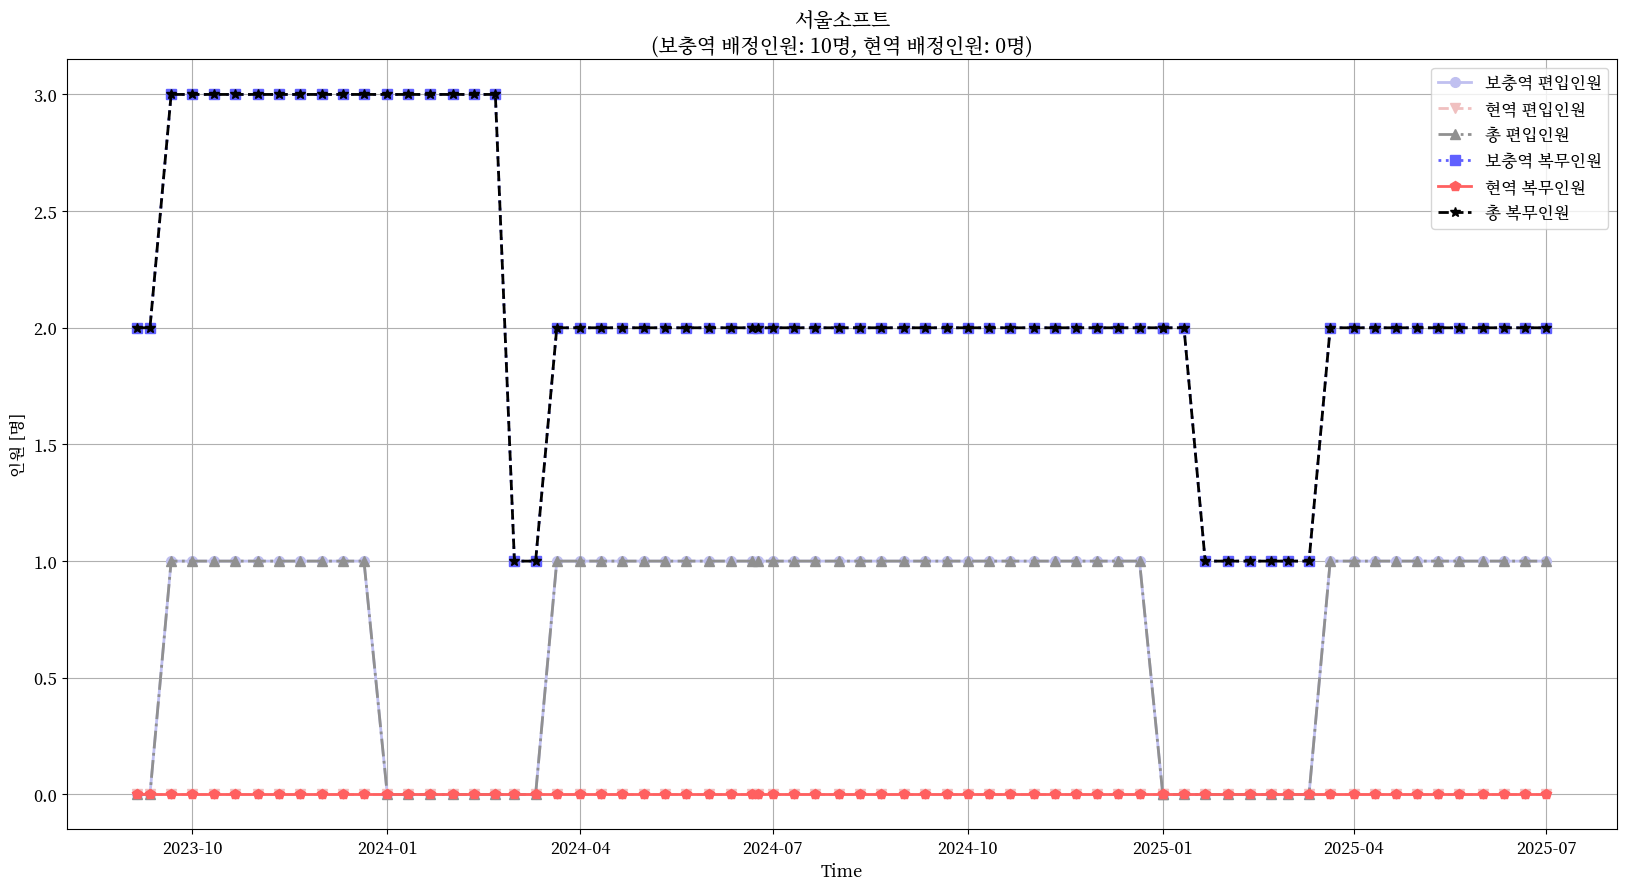 서울소프트
(보충역 배정인원: 10명, 현역 배정인원: 0명)
보충역 편입인원
현역 편입인원
총 편입인원
보충역 복무인원
현역 복무인원
총 복무인원
인원 [명]
3.0
2.5
2.0
1.5
1.0
0.5
0.0
2023-10
2024-01
2024-04
2024-07
2024-10
2025-01
2025-04
2025-07
Time